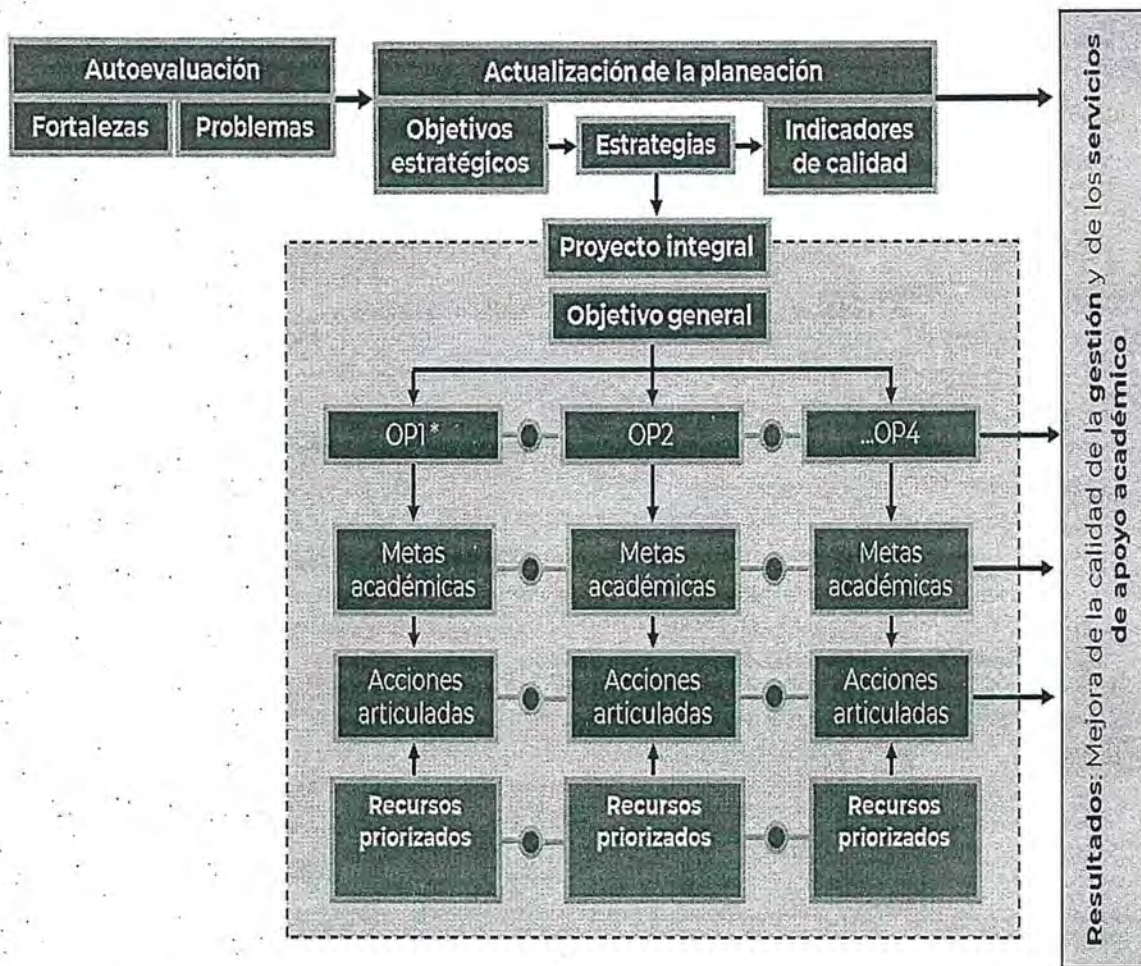 Autoevaluación
Fortalezas
Problemas
Actualización de la planeación
Objetivos
estratégicos
Estrategias
Indicadores
de calidad
Proyecto integral
Objetivo general
OP1*
OP2
...OP4
Metas
académicas
Metas
académicas
Metas
académicas
Acciones
articuladas
Acciones
articuladas
Acciones
articuladas
Recursos
priorizados
Recursos
priorizados
Recursos
priorizados
Resultados: Mejora de la calidad de la gestión y de los servicios
de apoyo académico